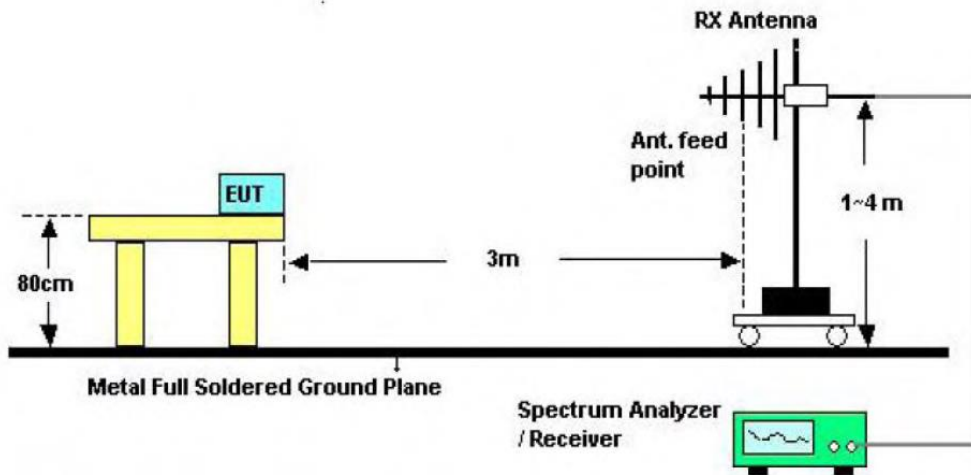 RX Antenna
Ant. feed
point
EUT
1~4 m
3m
80cm
Metal Full Soldered Ground Plane
Spectrum Analyzer
/ Receiver